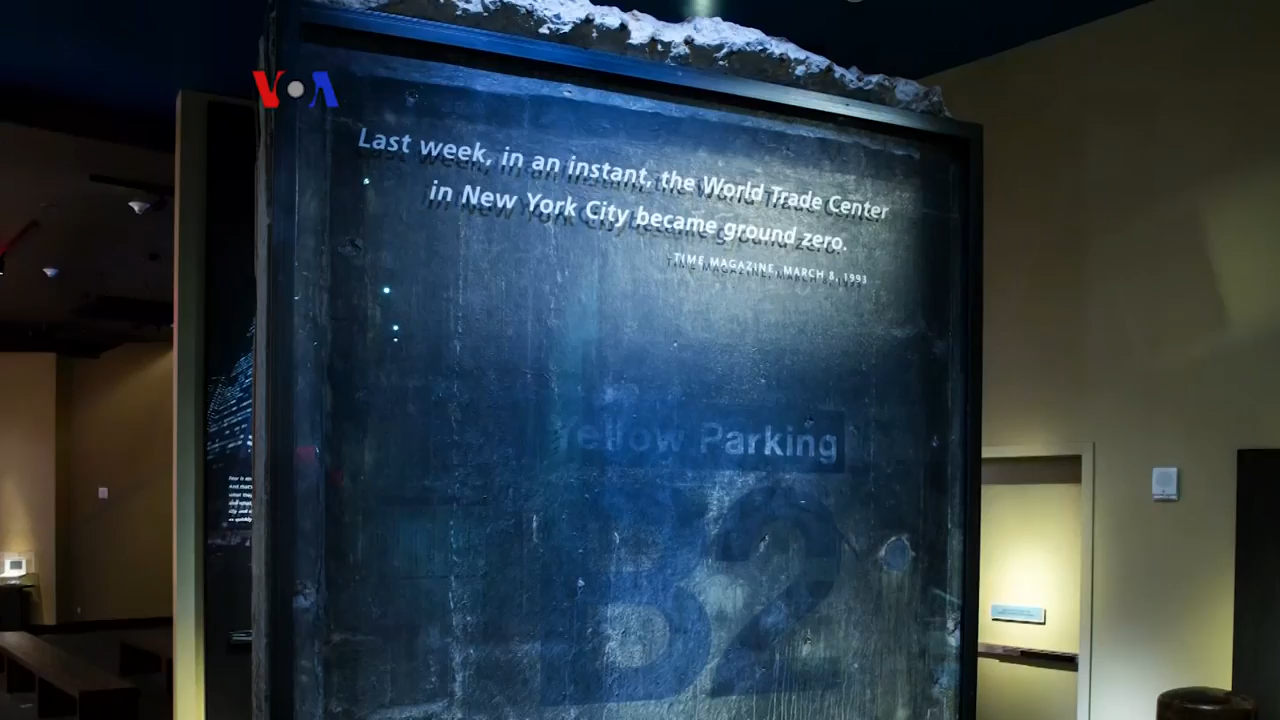 VOA
Last week, in an instant, the World Trade Center
in New York City became ground zero.
TIME MAGAZINE, MARCH 8, 1993
Yellow Parking
B2